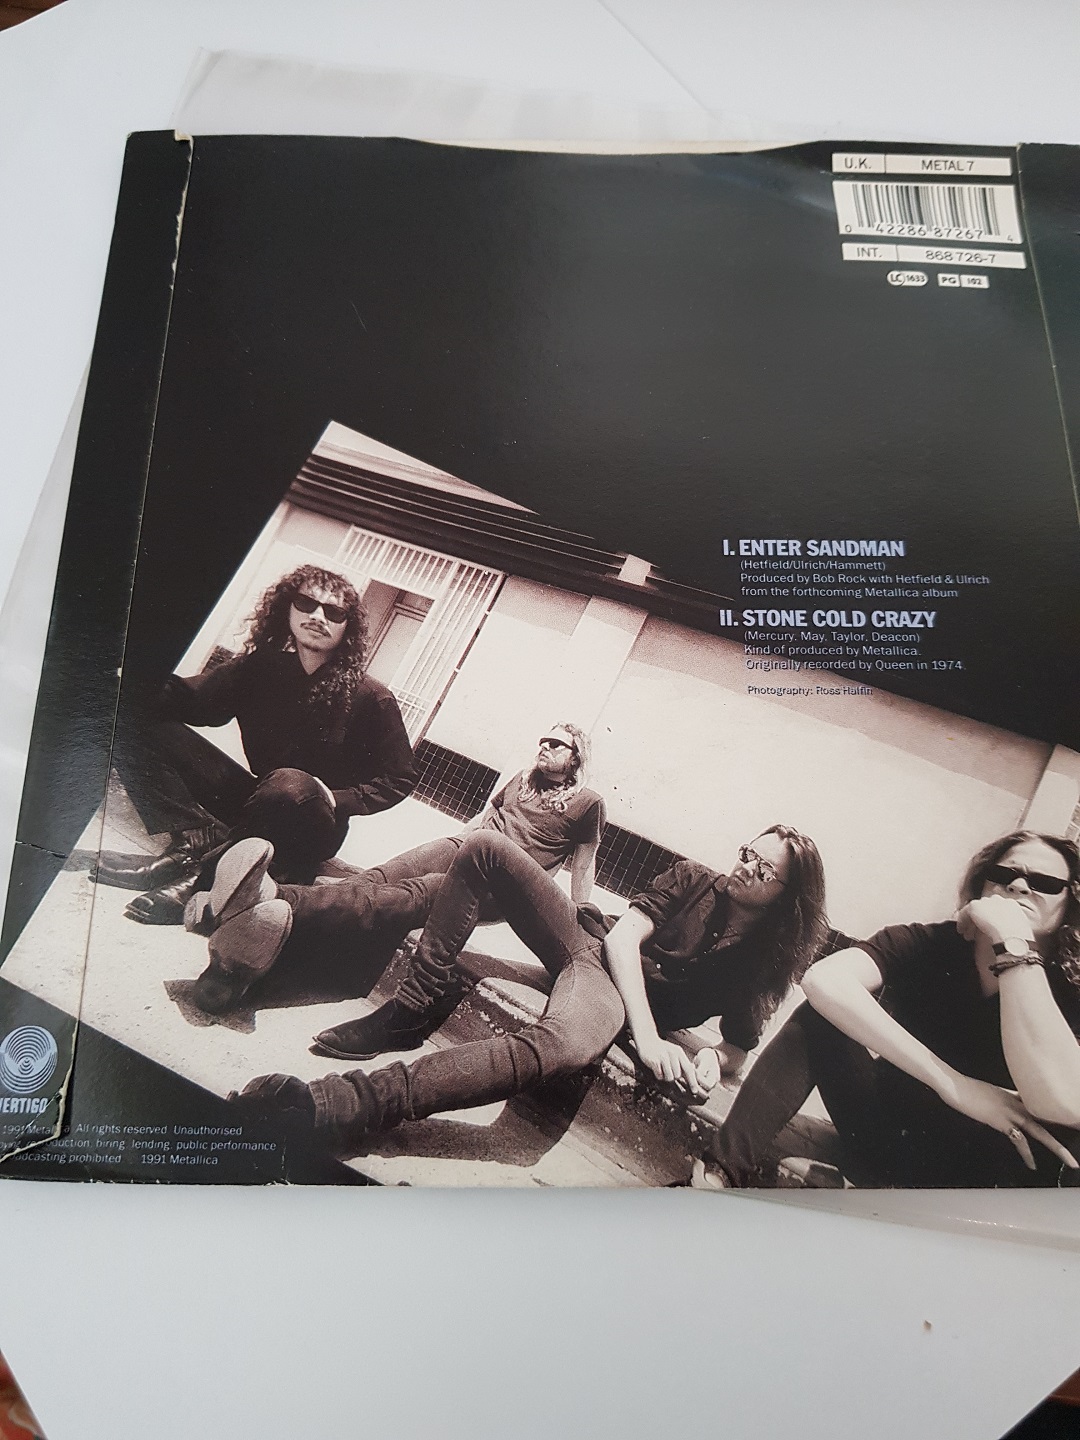 U.K. METAL 7
0 42286 87267 4
INT. 868 726-7
LC 1633 PG 102
I. ENTER SANDMAN
(Hetfield/Ulrich/Hammett)
Produced by Bob Rock with Hetfield & Ulrich
from the forthcoming Metallica album
II. STONE COLD CRAZY
(Mercury, May, Taylor, Deacon)
Kind of produced by Metallica.
Originally recorded by Queen in 1974.
Photography: Ross Halfin
VERTIGO
1991 All rights reserved Unauthorised
hiring, lending, public performance
prohibited 1991 Metallica